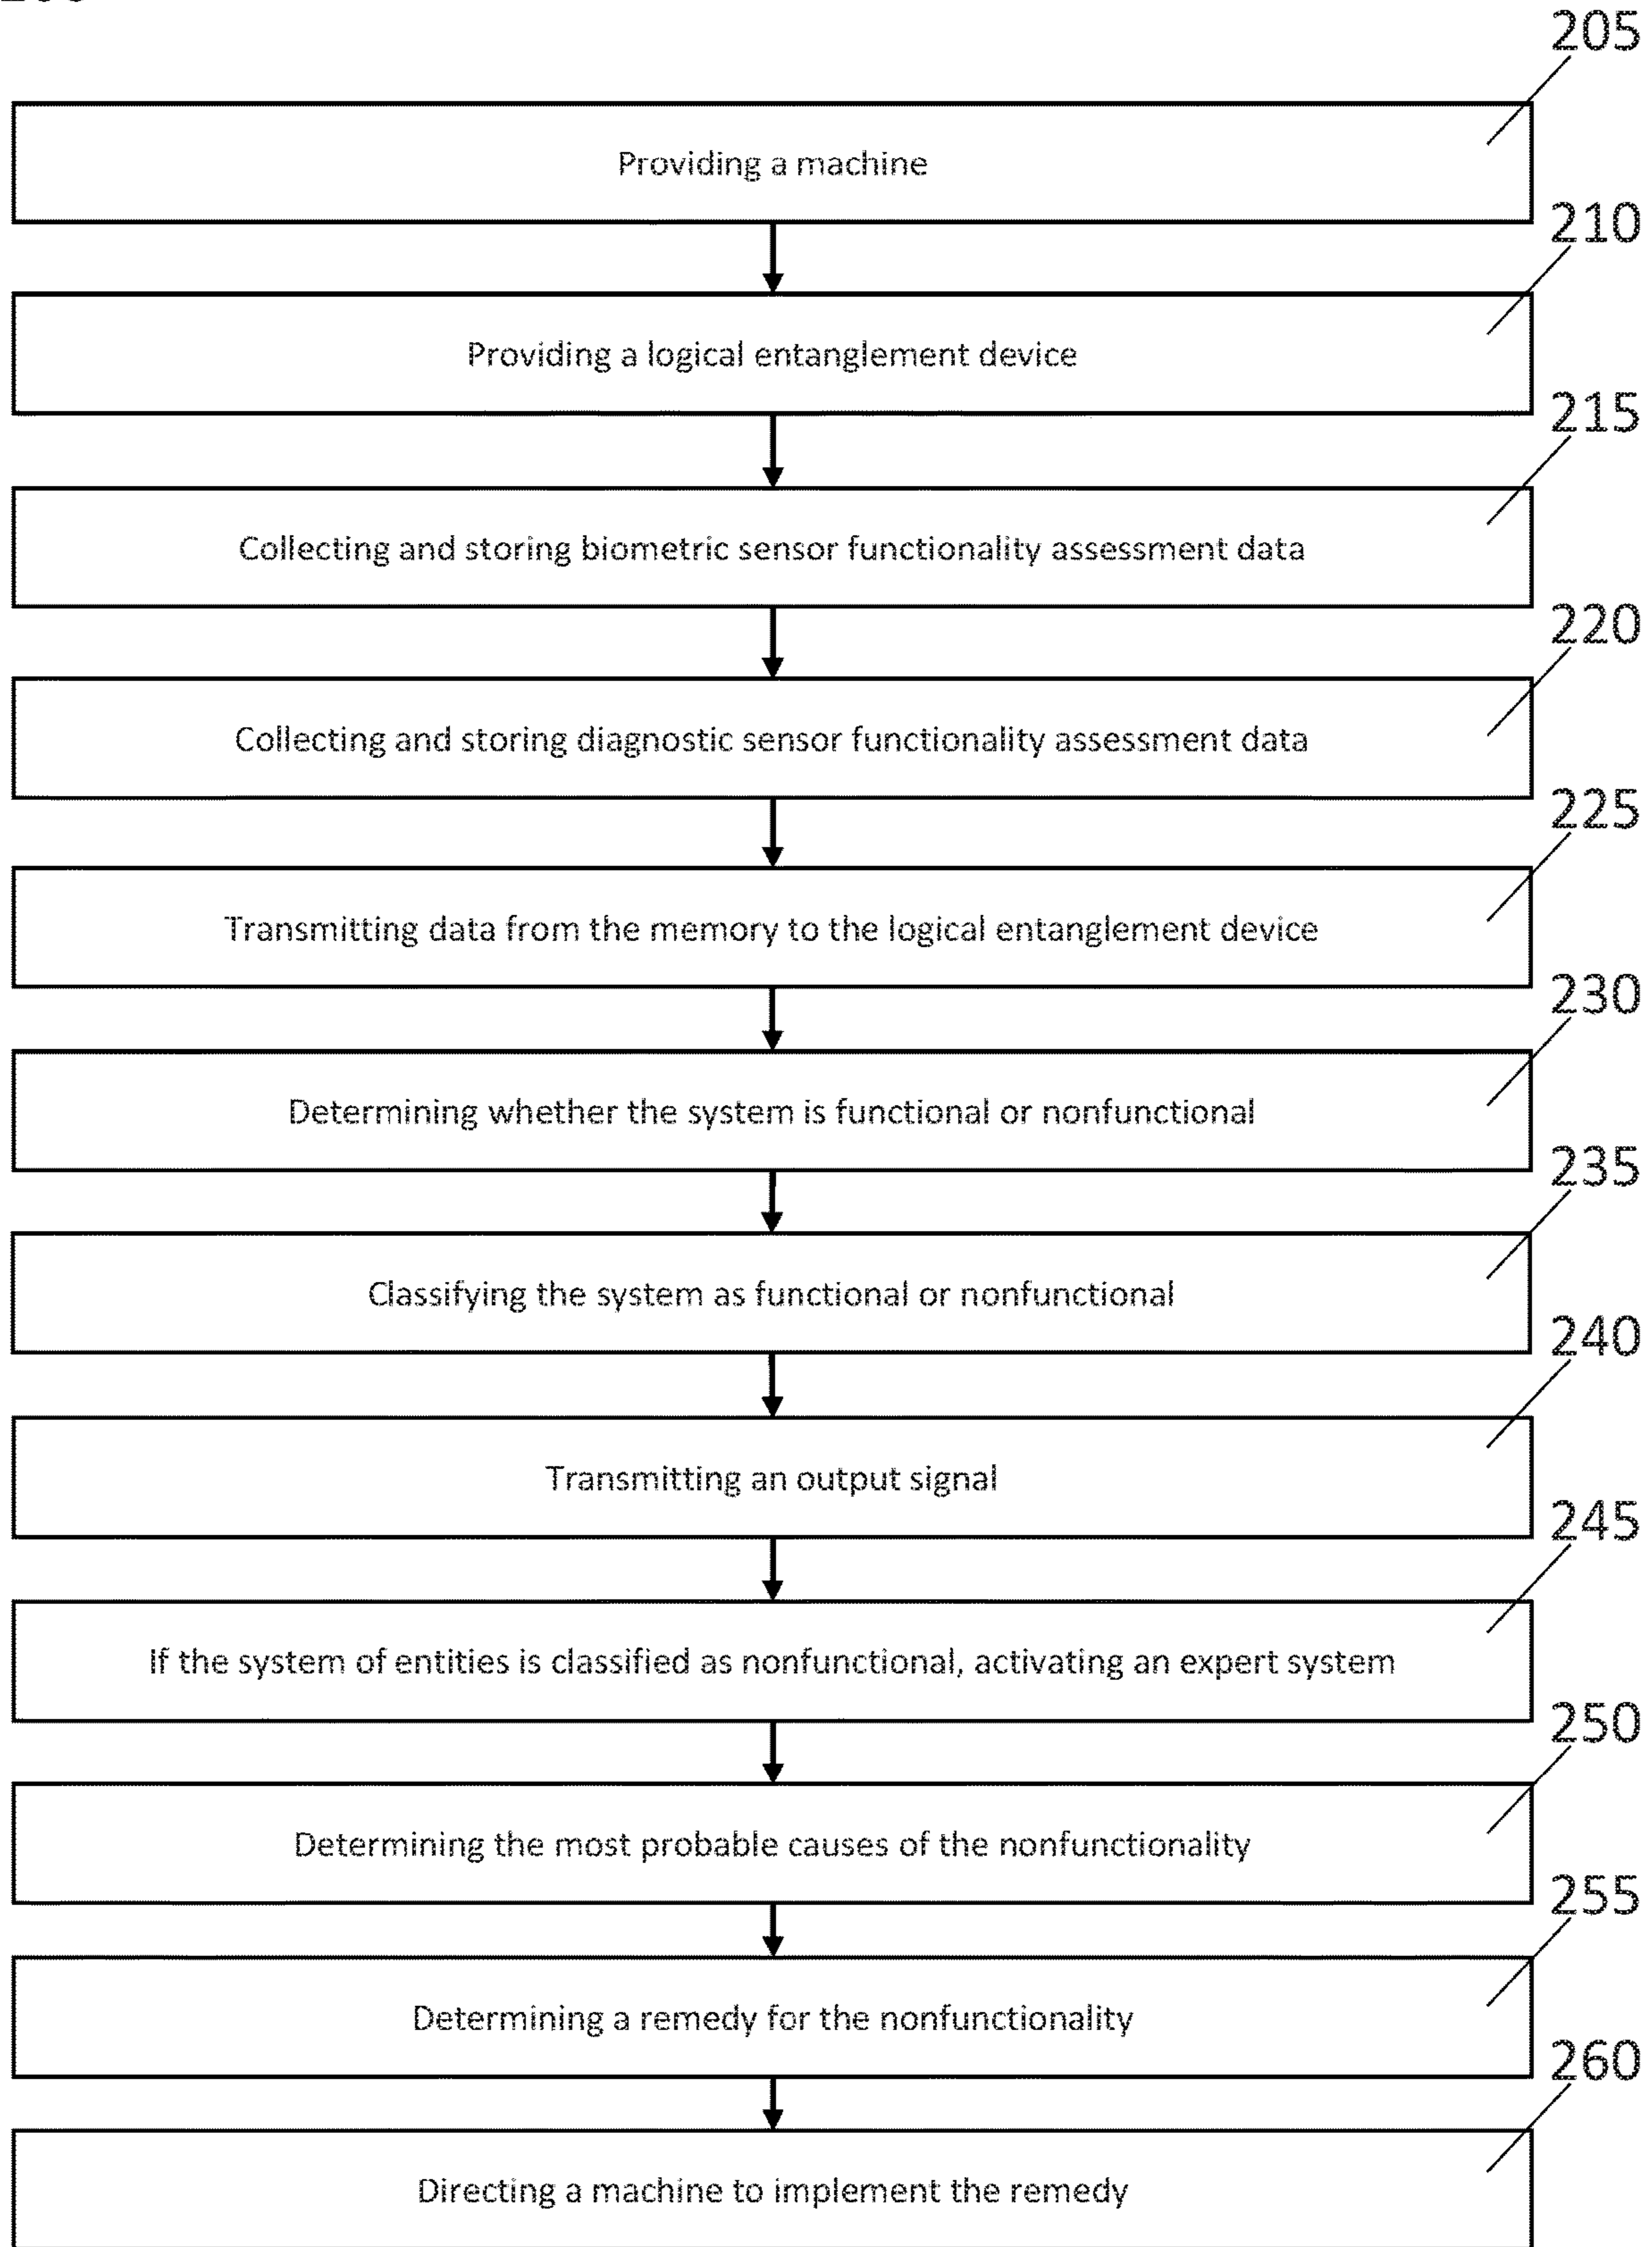 205
Providing a machine
210
Providing a logical entanglement device
215
Collecting and storing biometric sensor functionality assessment data
220
Collecting and storing diagnostic sensor functionality assessment data
225
Transmitting data from the memory to the logical entanglement device
230
Determining whether the system is functional or nonfunctional
235
Classifying the system as functional or nonfunctional
240
Transmitting an output signal
245
If the system of entities is classified as nonfunctional, activating an expert system
250
Determining the most probable causes of the nonfunctionality
255
Determining a remedy for the nonfunctionality
260
Directing a machine to implement the remedy